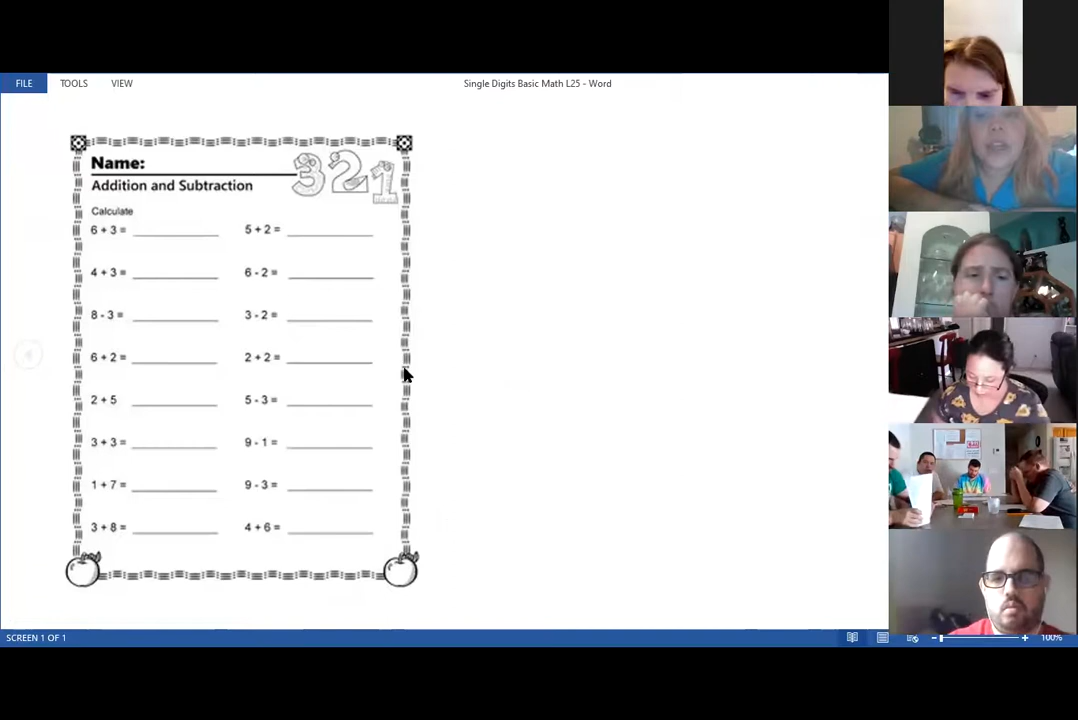 FILE TOOLS VIEW Single Digits Basic Math L25 - Word
Name:
321
Addition and Subtraction
Calculate
6 + 3 = 5 + 2 =
4 + 3 = 6 - 2 =
8 - 3 = 3 - 2 =
6 + 2 = 2 + 2 =
2 + 5 5 - 3 =
3 + 3 = 9 - 1 =
1 + 7 = 9 - 3 =
3 + 8 = 4 + 6 =
SCREEN 1 OF 1 100%